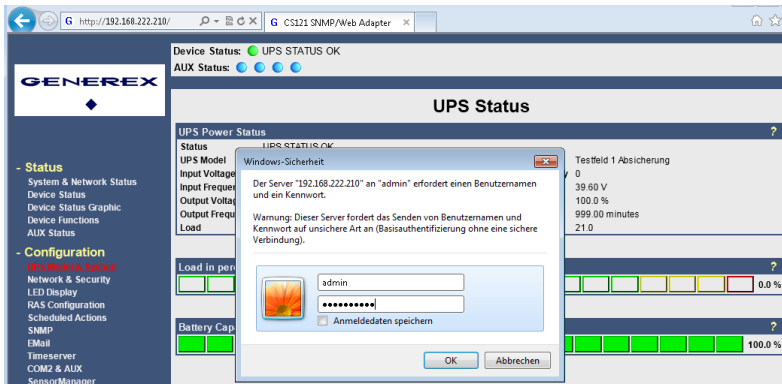 http://192.168.222.210/
CS121 SNMP/Web Adapter
Device Status: UPS STATUS OK
AUX Status:
GENEREX
UPS Status
UPS Power Status
?
Status UPS STATUS OK
UPS Model
Testfeld 1 Absicherung
Input Voltage
0
Input Frequen
39.60 V
Output Voltag
100.0 %
Output Frequ
999.00 minutes
Load
21.0
- Status
System & Network Status
Device Status
Device Status Graphic
Device Functions
AUX Status
- Configuration
UPS Model & System
Network & Security
LED Display
RAS Configuration
Scheduled Actions
SNMP
EMail
Timeserver
COM2 & AUX
SensorManager
Windows-Sicherheit
Der Server "192.168.222.210" an "admin" erfordert einen Benutzernamen
und ein Kennwort.
Warnung: Dieser Server fordert das Senden von Benutzernamen und
Kennwort auf unsichere Art an (Basisauthentifizierung ohne eine sichere
Verbindung).
admin
Anmeldedaten speichern
OK
Abbrechen
Load in per
?
0.0 %
Battery Cap
?
100.0 %